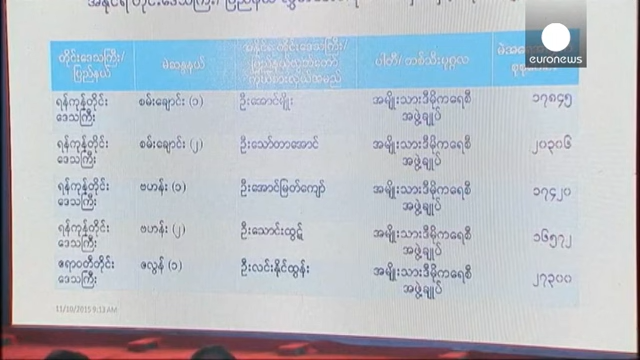 euronews
တိုင်းဒေသကြီး/ ပြည်နယ်
မဲဆန္ဒနယ်
ပါတီ/ တစ်သီးပုဂ္ဂလ
ရန်ကုန်တိုင်း ဒေသကြီး
စမ်းချောင်း (၁)
ဦးအောင်မျိုး
အမျိုးသားဒီမိုကရေစီ အဖွဲ့ချုပ်
၁၇၈၄၅
ရန်ကုန်တိုင်း ဒေသကြီး
စမ်းချောင်း (၂)
ဦးသော်တာအောင်
အမျိုးသားဒီမိုကရေစီ အဖွဲ့ချုပ်
၂၀၃၀၆
ရန်ကုန်တိုင်း ဒေသကြီး
ဗဟန်း (၁)
ဦးအောင်မြတ်ကျော်
အမျိုးသားဒီမိုကရေစီ အဖွဲ့ချုပ်
၁၇၄၂၀
ရန်ကုန်တိုင်း ဒေသကြီး
ဗဟန်း (၂)
ဦးသောင်ထွဋ်
အမျိုးသားဒီမိုကရေစီ အဖွဲ့ချုပ်
၁၆၅၇၂
ဧရာဝတီတိုင်း ဒေသကြီး
ဇလွန် (၁)
ဦးလင်းနိုင်ထွန်း
အမျိုးသားဒီမိုကရေစီ အဖွဲ့ချုပ်
၂၇၃၀၀
11/10/2015 9:13 AM